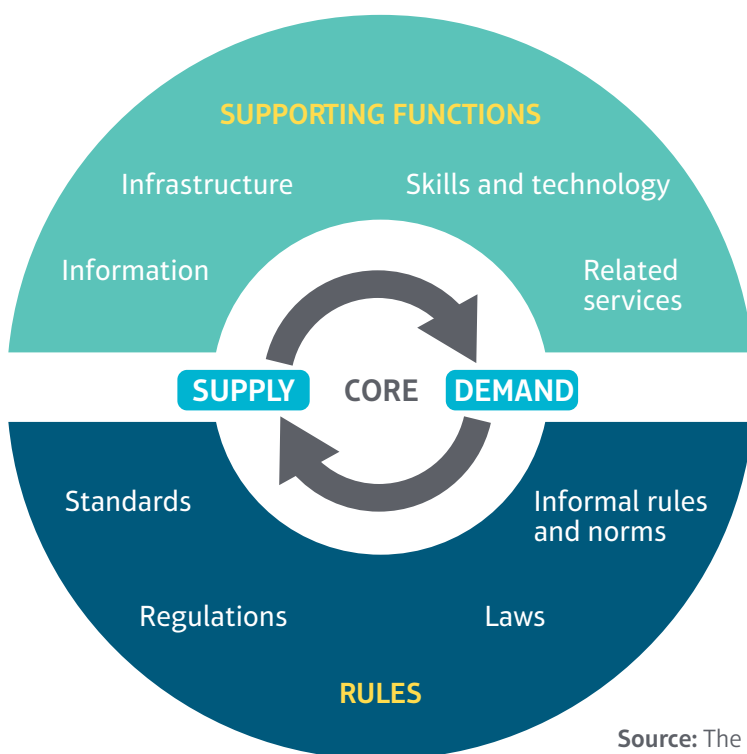 SUPPORTING FUNCTIONS
Infrastructure
Skills and technology
Information
Related
services
SUPPLY
CORE
DEMAND
Standards
Informal rules
and norms
Regulations
Laws
RULES
Source: The